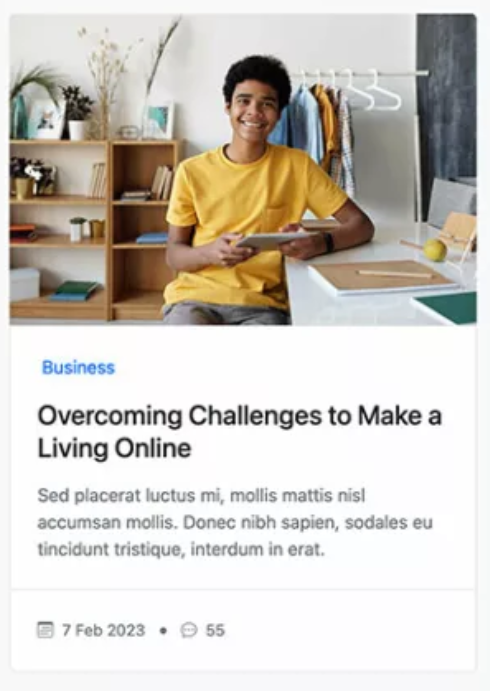 Business
Overcoming Challenges to Make a
Living Online
Sed placerat luctus mi, mollis mattis nisl
accumsan mollis. Donec nibh sapien, sodales eu
tincidunt tristique, interdum in erat.
7 Feb 2023 • 55